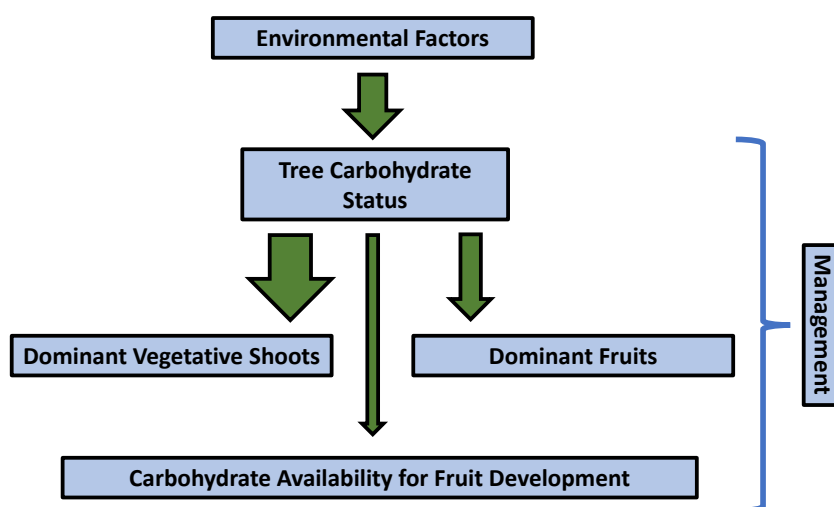 Environmental Factors
Tree Carbohydrate
Status
Dominant Vegetative Shoots
Dominant Fruits
Management
Carbohydrate Availability for Fruit Development